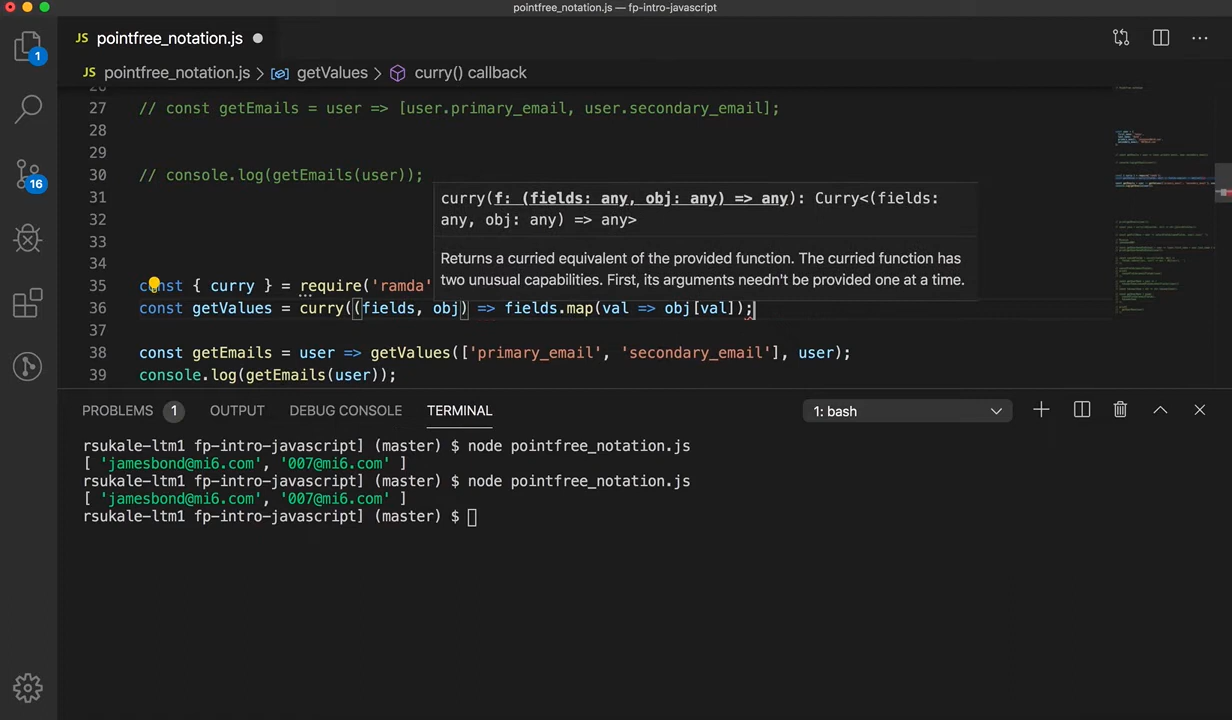 pointfree_notation.js — fp-intro-javascript
JS pointfree_notation.js
1
JS pointfree_notation.js > getValues > curry() callback
27 // const getEmails = user => [user.primary_email, user.secondary_email];
28
29
30 // console.log(getEmails(user));
31
curry(f: (fields: any, obj: any) => any): Curry<(fields:
32
any, obj: any) => any>
33
Returns a curried equivalent of the provided function. The curried function has
34
two unusual capabilities. First, its arguments needn't be provided one at a time.
35 const { curry } = require('ramda'
36 const getValues = curry((fields, obj) => fields.map(val => obj[val]);
37
38 const getEmails = user => getValues(['primary_email', 'secondary_email'], user);
39 console.log(getEmails(user));
16
PROBLEMS 1 OUTPUT DEBUG CONSOLE TERMINAL 1: bash
rsukale-ltm1 fp-intro-javascript] (master) $ node pointfree_notation.js
[ 'jamesbond@mi6.com', '007@mi6.com' ]
rsukale-ltm1 fp-intro-javascript] (master) $ node pointfree_notation.js
[ 'jamesbond@mi6.com', '007@mi6.com' ]
rsukale-ltm1 fp-intro-javascript] (master) $